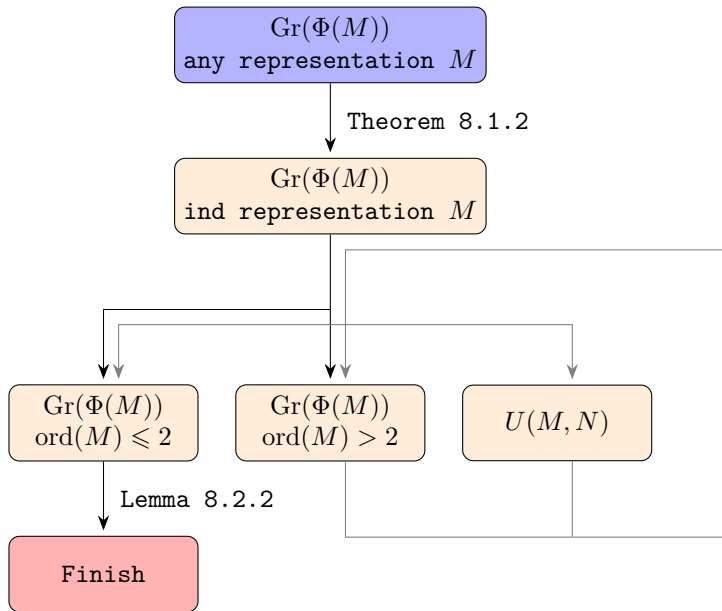 Gr(Φ(M))
any representation M
Theorem 8.1.2
Gr(Φ(M))
ind representation M
Gr(Φ(M))
ord(M) ⩽ 2
Gr(Φ(M))
ord(M) > 2
U(M, N)
Lemma 8.2.2
Finish